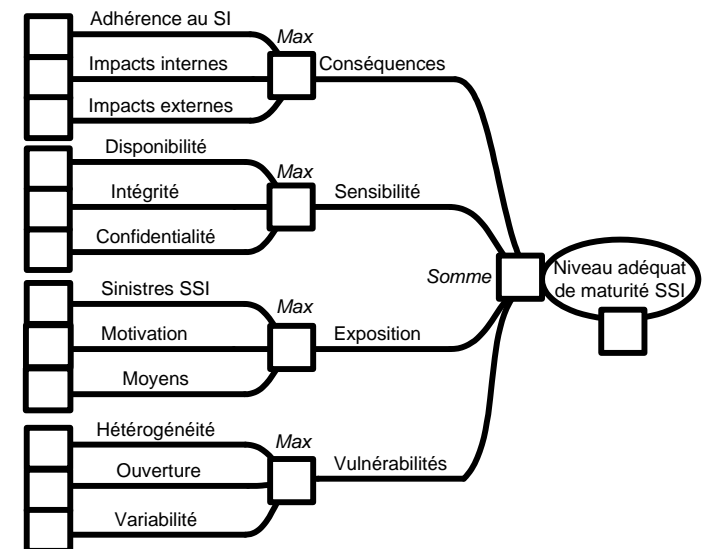 Adhérence au SI
Max
Impacts internes
Conséquences
Impacts externes
Disponibilité
Max
Intégrité
Sensibilité
Confidentialité
Somme
Niveau adéquat
de maturité SSI
Sinistres SSI
Max
Motivation
Exposition
Moyens
Hétérogénéité
Max
Ouverture
Vulnérabilités
Variabilité